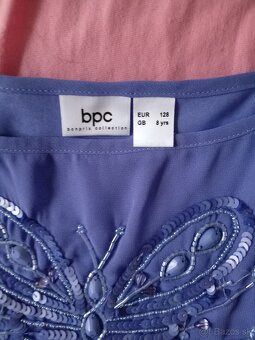 bpc
bonprix collection
EUR 128
GB 8 yrs